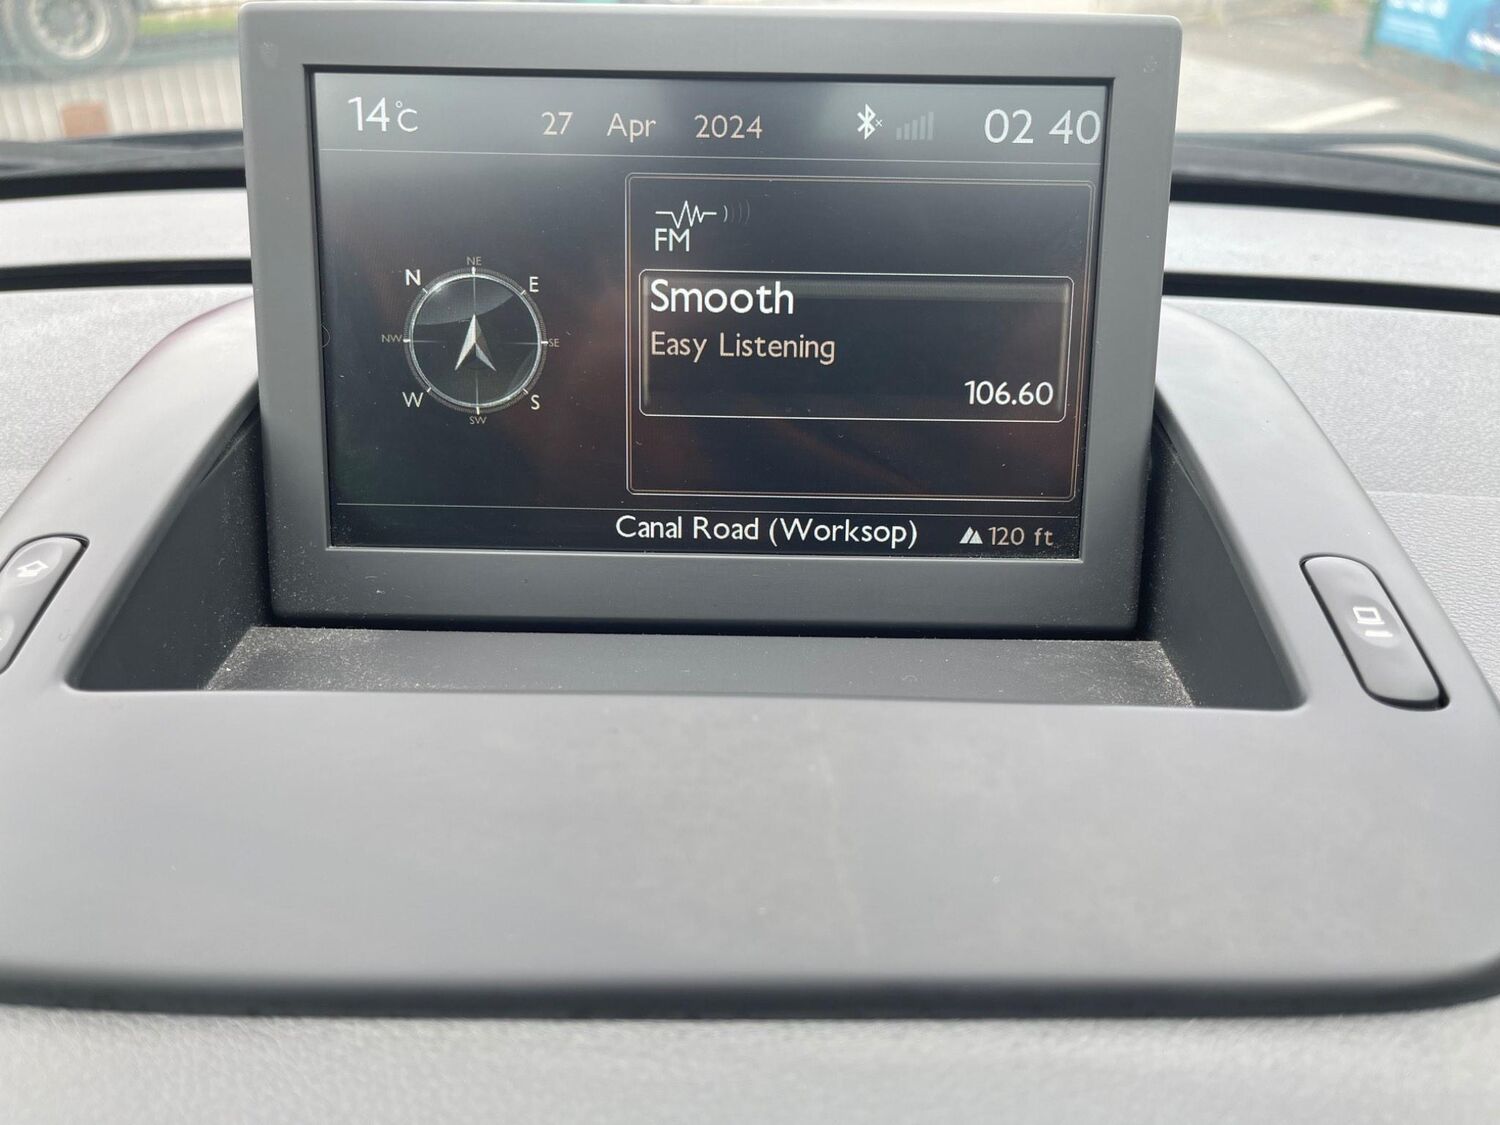 14°C 27 Apr 2024 02 40
FM
Smooth
Easy Listening
106.60
NE
N E
NW SE
W S
SW
Canal Road (Worksop) 120 ft